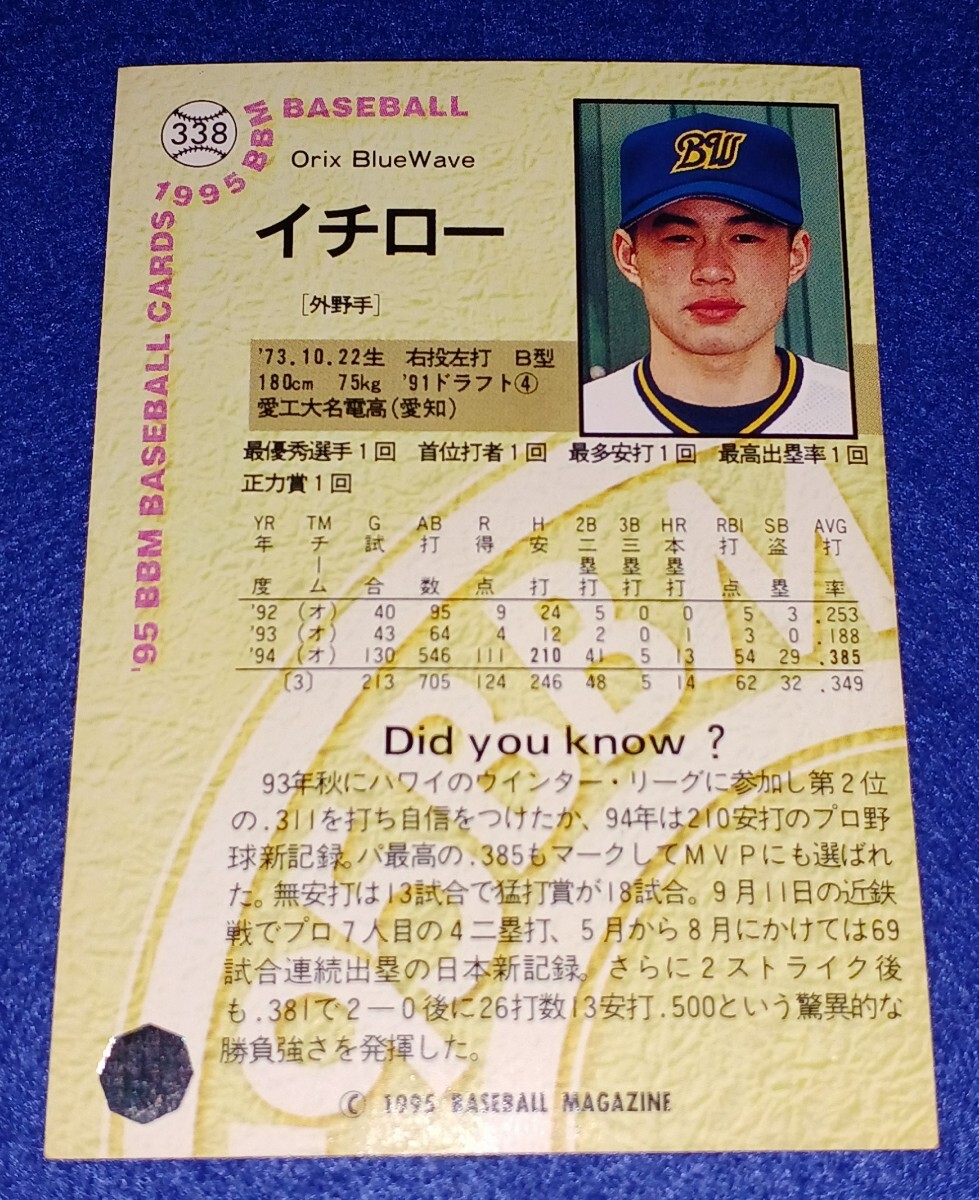 338
'95 BBM BASEBALL CARDS 1995 BBM BASEBALL
Orix BlueWave
BW
イチロー
[外野手]
'73.10.22生 右投左打 B型
180cm 75kg '91ドラフト④
愛工大名電高(愛知)
最優秀選手1回 首位打者1回 最多安打1回 最高出塁率1回
正力賞1回
YR TM G AB R H 2B 3B HR RBI SB AVG
年度 チーム 試合 打数 得点 安打 二塁打 三塁打 本塁打 打点 盗塁 打率
'92 (オ) 40 95 9 24 5 0 0 5 3 .253
'93 (オ) 43 64 4 12 2 0 1 3 0 .188
'94 (オ) 130 546 111 210 41 5 13 54 29 .385
(3) 213 705 124 246 48 5 14 62 32 .349
Did you know ?
93年秋にハワイのウインター・リーグに参加し第2位
の.311を打ち自信をつけたか、94年は210安打のプロ野
球新記録。パ最高の.385もマークしてMVPにも選ばれ
た。無安打は13試合で猛打賞が18試合。9月11日の近鉄
戦でプロ7人目の4二塁打、5月から8月にかけては69
試合連続出塁の日本新記録。さらに2ストライク後
も.381で2―0後に26打数13安打.500という驚異的な
勝負強さを発揮した。
BBM
© 1995 BASEBALL MAGAZINE